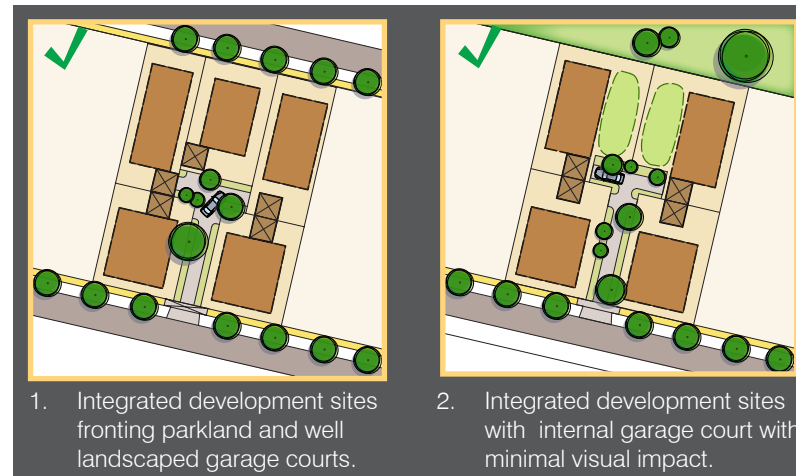 1. Integrated development sites
fronting parkland and well
landscaped garage courts.
2. Integrated development sites
with internal garage court with
minimal visual impact.